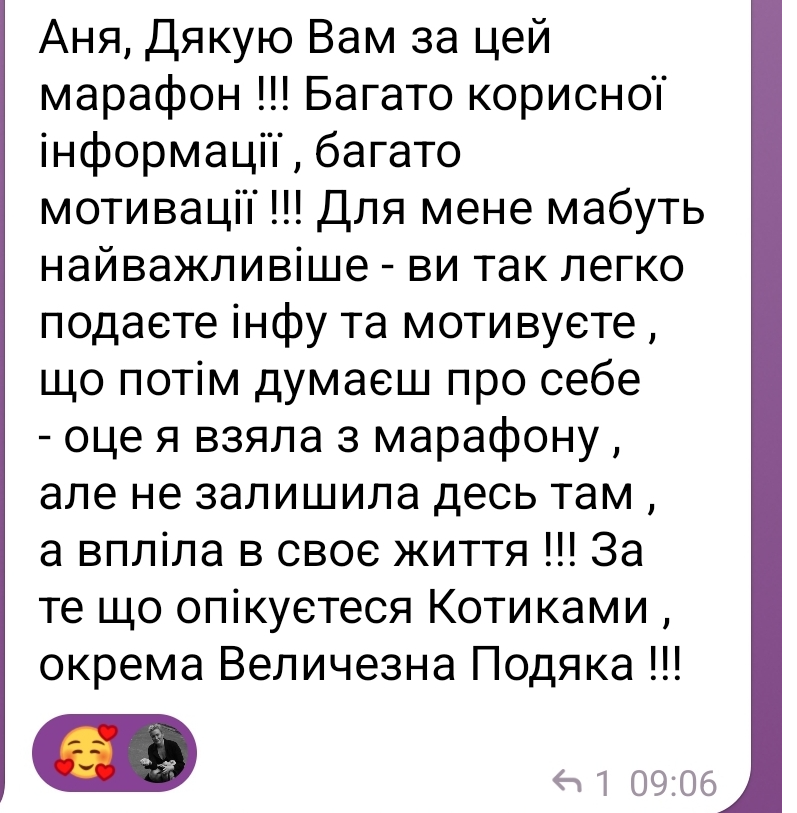 Аня, Дякую Вам за цей
марафон !!! Багато корисної
інформації , багато
мотивації !!! Для мене мабуть
найважливіше - ви так легко
подаєте інфу та мотивуєте ,
що потім думаєш про себе
- оце я взяла з марафону ,
але не залишила десь там ,
а впліла в своє життя !!! За
те що опікуєтеся Котиками ,
окрема Величезна Подяка !!!
1 09:06